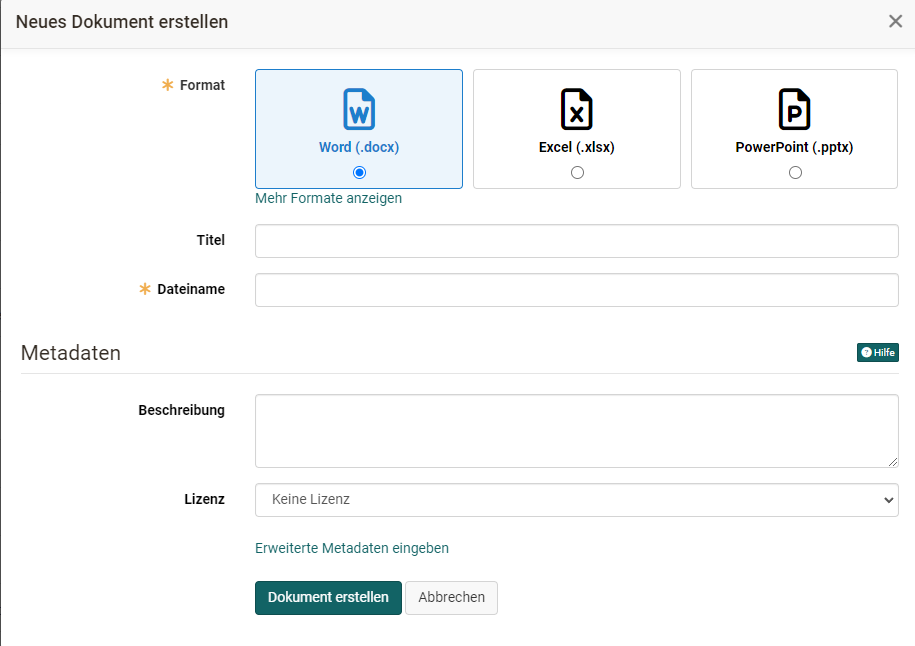 Neues Dokument erstellen
Format
Word (.docx)
Excel (.xlsx)
PowerPoint (.pptx)
Mehr Formate anzeigen
Titel
Dateiname
Metadaten
Hilfe
Beschreibung
Lizenz
Keine Lizenz
Erweiterte Metadaten eingeben
Dokument erstellen
Abbrechen